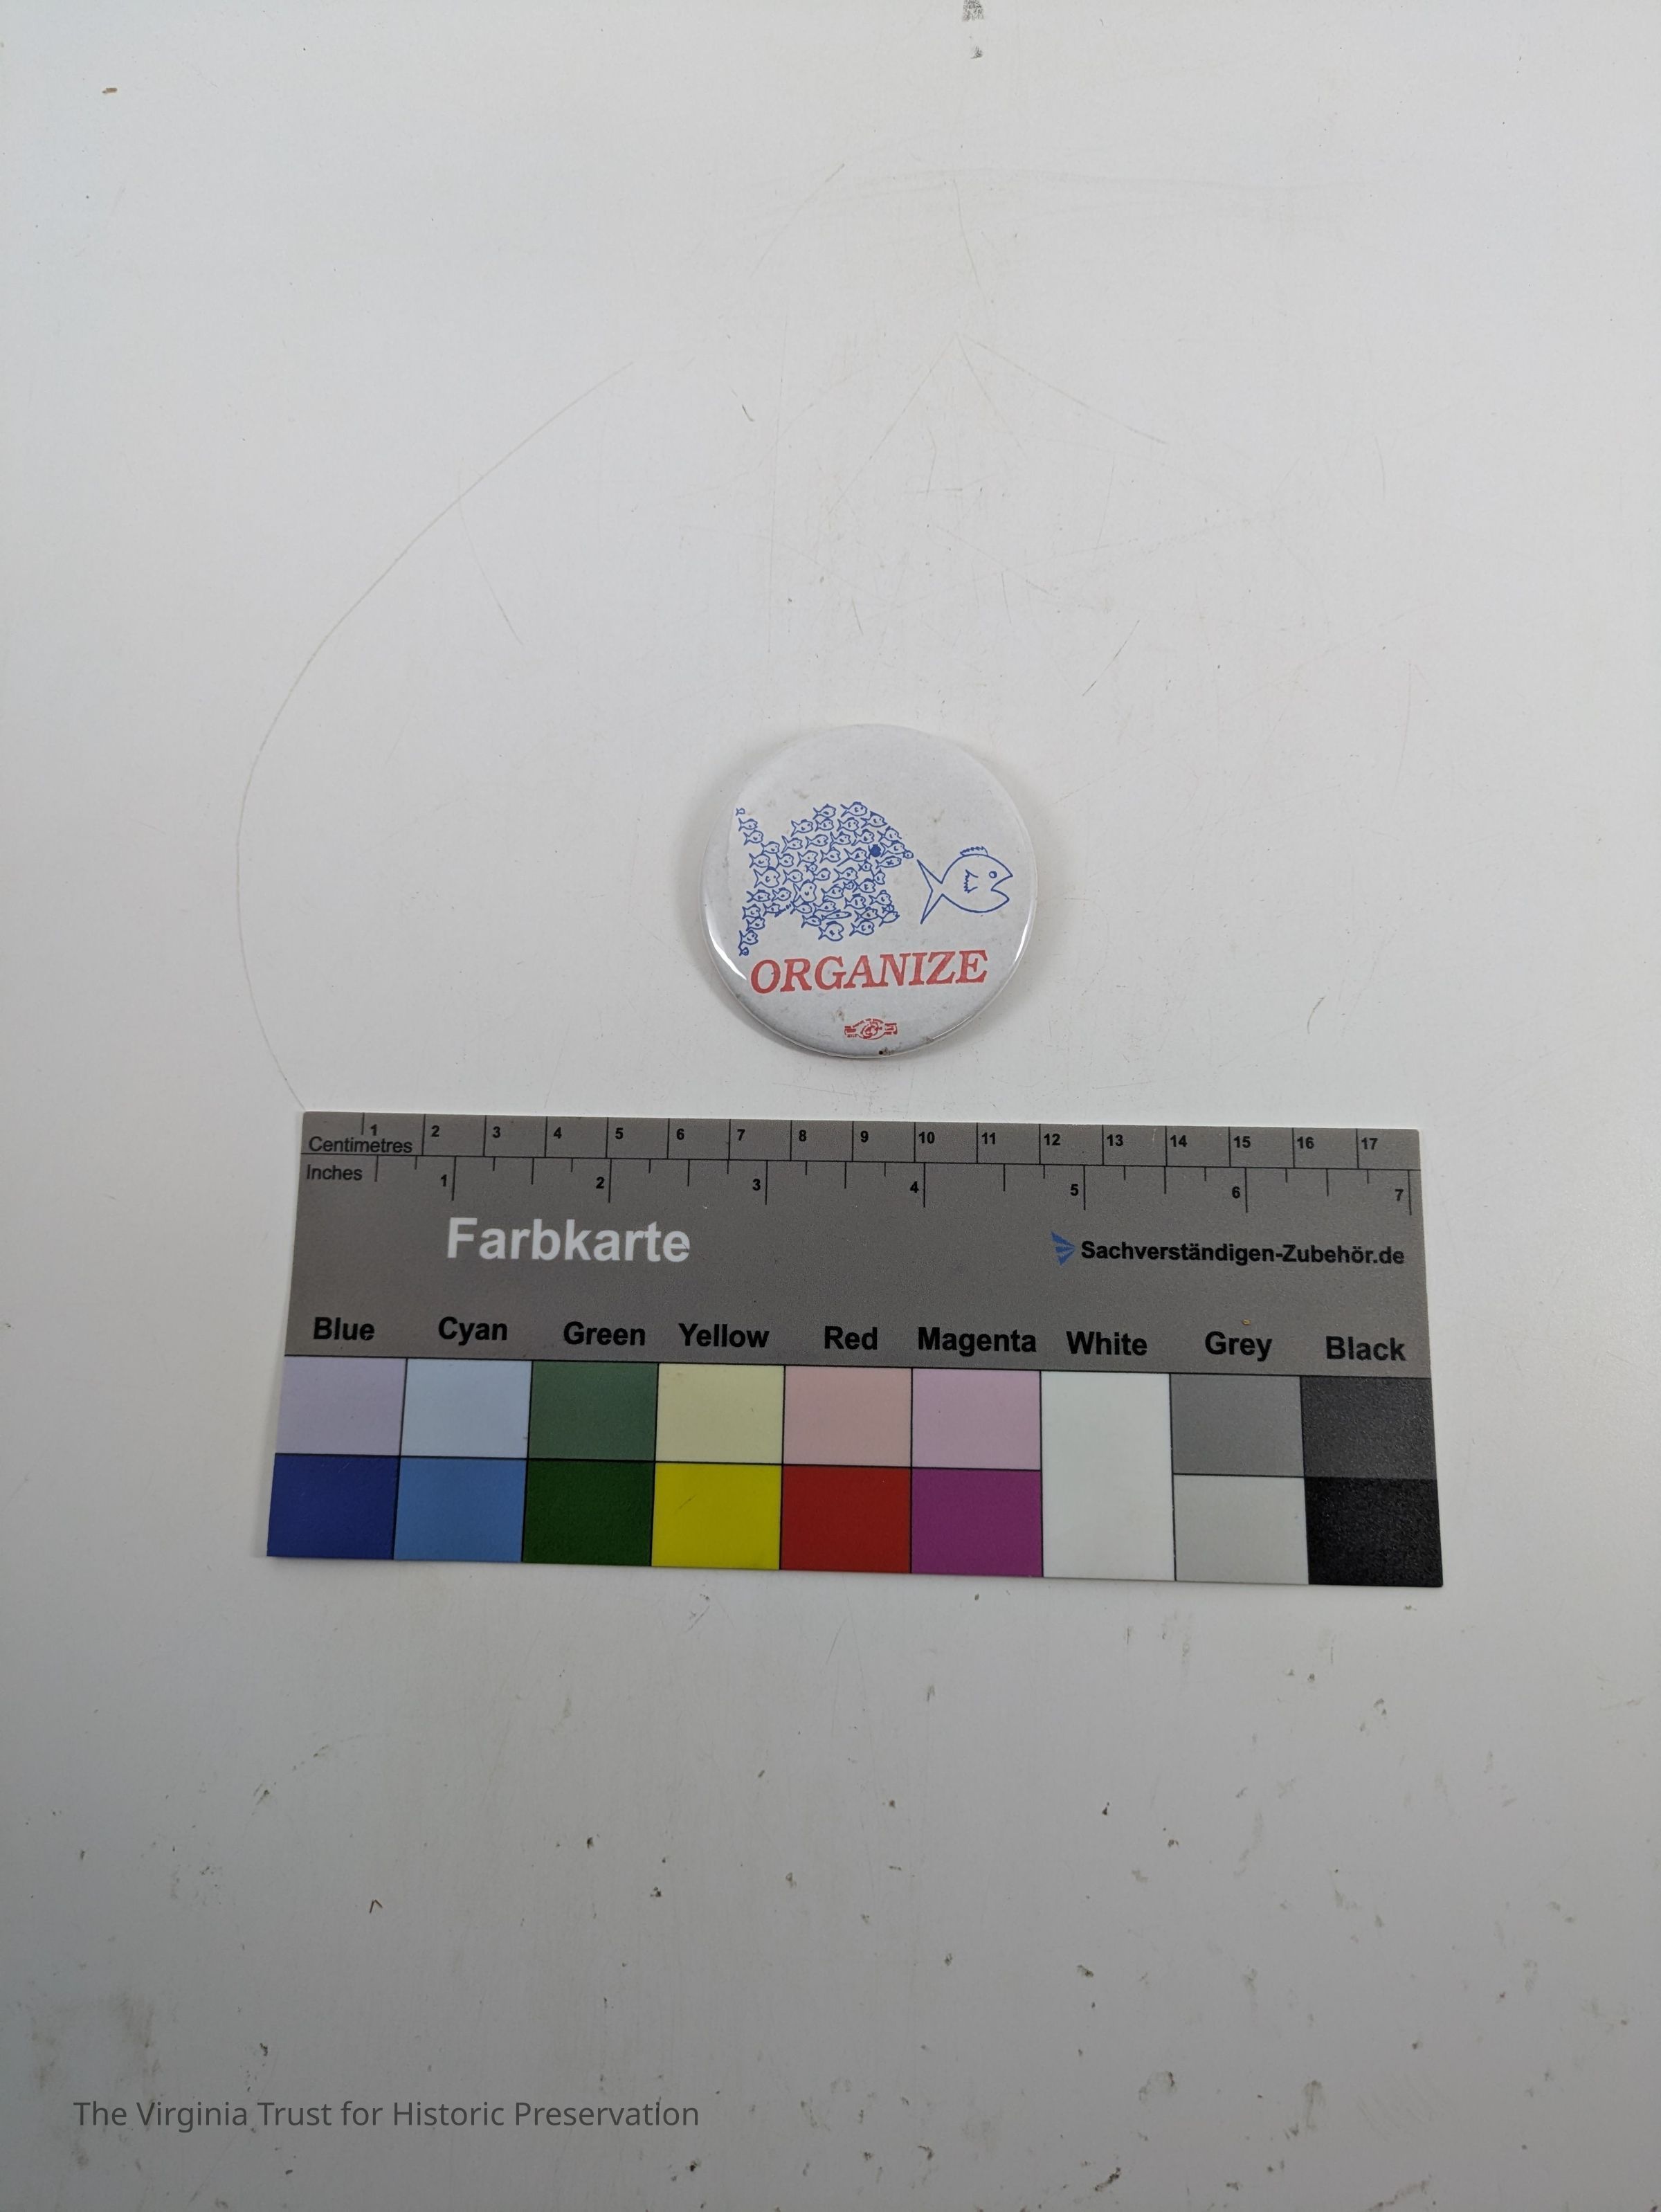 ORGANIZE
1 2 3 4 5 6 7 8 9 10 11 12 13 14 15 16 17
Centimetres
Inches 1 2 3 4 5 6 7
Farbkarte
Sachverständigen-Zubehör.de
Blue Cyan Green Yellow Red Magenta White Grey Black
The Virginia Trust for Historic Preservation